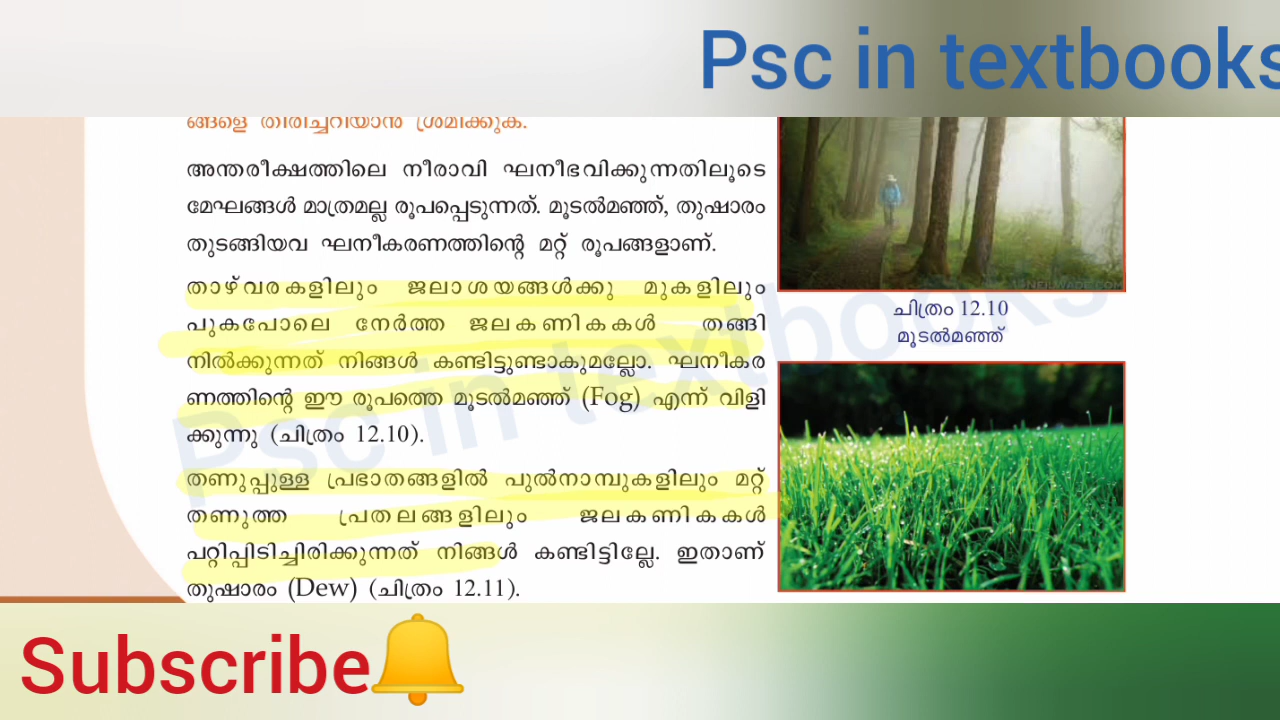 Psc in textbooks
ങ്ങളെ തിരിച്ചറിയാൻ ശ്രമിക്കുക.
അന്തരീക്ഷത്തിലെ നീരാവി ഘനീഭവിക്കുന്നതിലൂടെ
മേഘങ്ങൾ മാത്രമല്ല രൂപപ്പെടുന്നത്. മൂടൽമഞ്ഞ്, തുഷാരം
തുടങ്ങിയവ ഘനീകരണത്തിന്റെ മറ്റ് രൂപങ്ങളാണ്.
താഴ്വരകളിലും ജലാശയങ്ങൾക്കു മുകളിലും
പുകപോലെ നേർത്ത ജലകണികകൾ തങ്ങി
നിൽക്കുന്നത് നിങ്ങൾ കണ്ടിട്ടുണ്ടാകുമല്ലോ. ഘനീകര
ണത്തിന്റെ ഈ രൂപത്തെ മൂടൽമഞ്ഞ് (Fog) എന്ന് വിളി
ക്കുന്നു (ചിത്രം 12.10).
തണുപ്പുള്ള പ്രഭാതങ്ങളിൽ പുൽനാമ്പുകളിലും മറ്റ്
തണുത്ത പ്രതലങ്ങളിലും ജലകണികകൾ
പറ്റിപ്പിടിച്ചിരിക്കുന്നത് നിങ്ങൾ കണ്ടിട്ടില്ലേ. ഇതാണ്
തുഷാരം (Dew) (ചിത്രം 12.11).
ചിത്രം 12.10
മൂടൽമഞ്ഞ്
Psc in textbooks
Subscribe